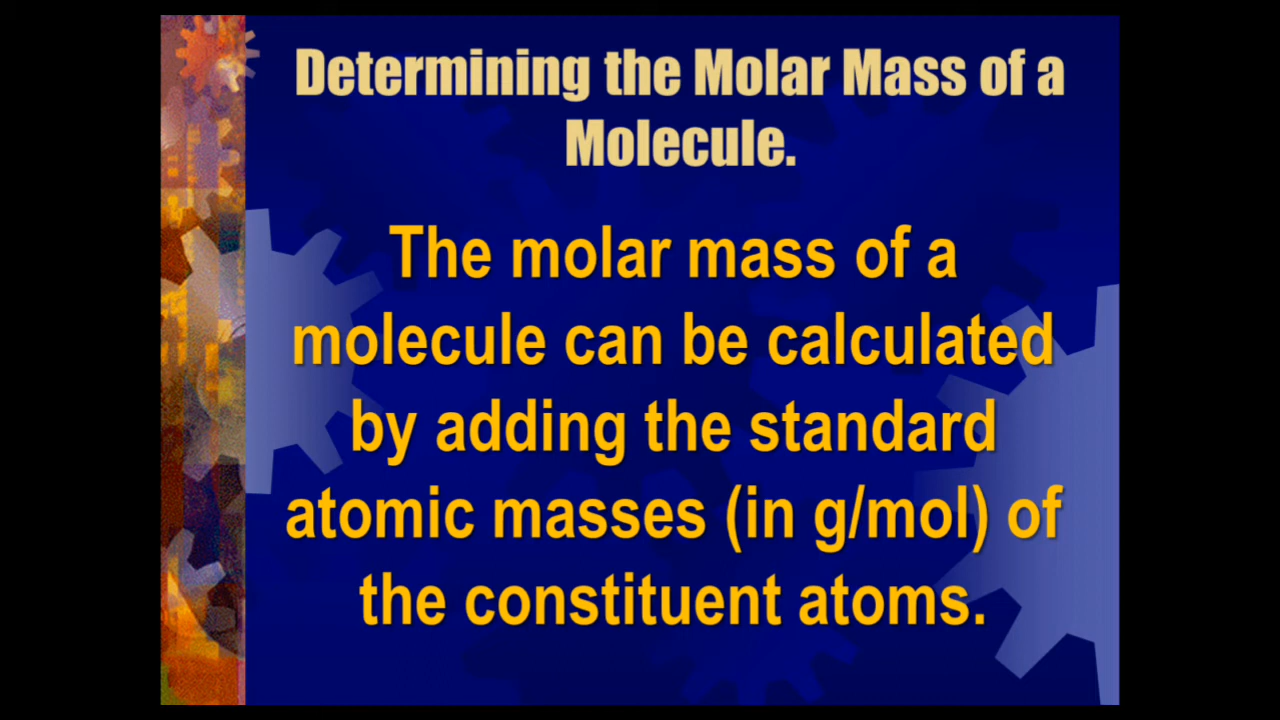 Determining the Molar Mass of a
Molecule.
The molar mass of a
molecule can be calculated
by adding the standard
atomic masses (in g/mol) of
the constituent atoms.